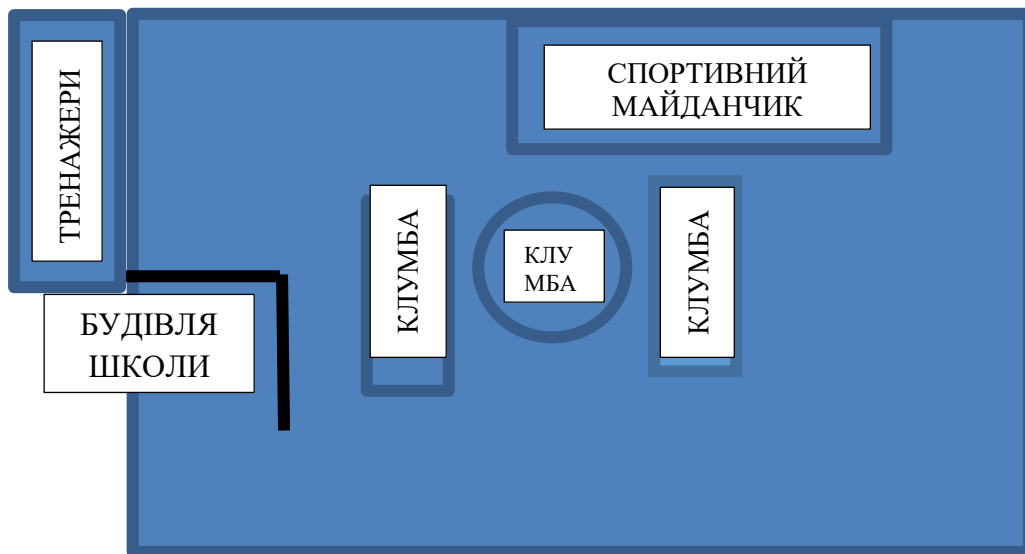 ТРЕНАЖЕРИ
СПОРТИВНИЙ
МАЙДАНЧИК
КЛУМБА
КЛУ
МБА
КЛУМБА
БУДІВЛЯ
ШКОЛИ